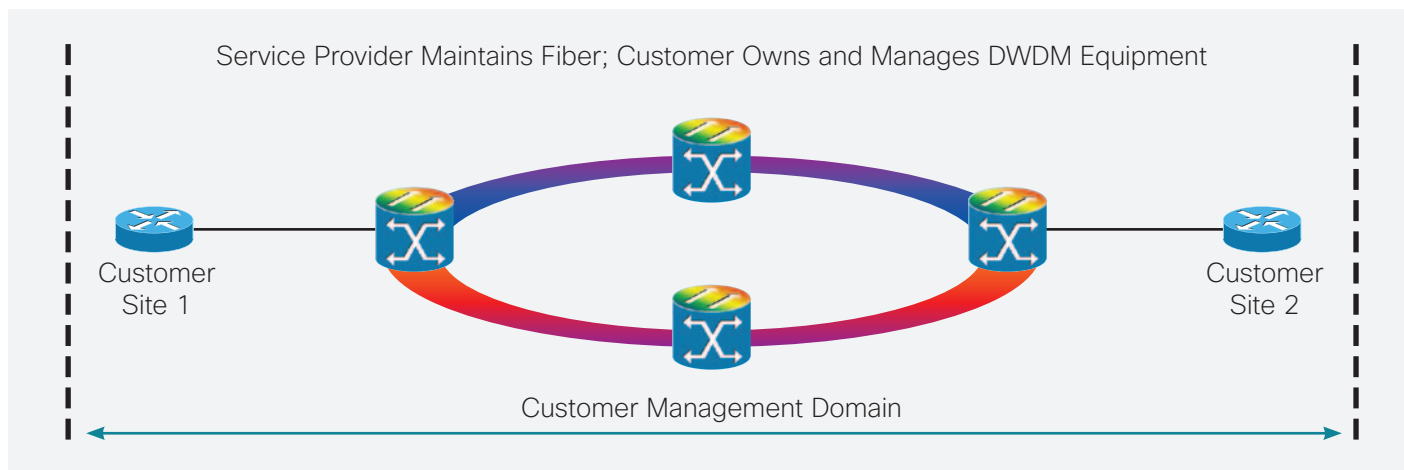 Service Provider Maintains Fiber; Customer Owns and Manages DWDM Equipment
Customer
Site 1
Customer
Site 2
Customer Management Domain